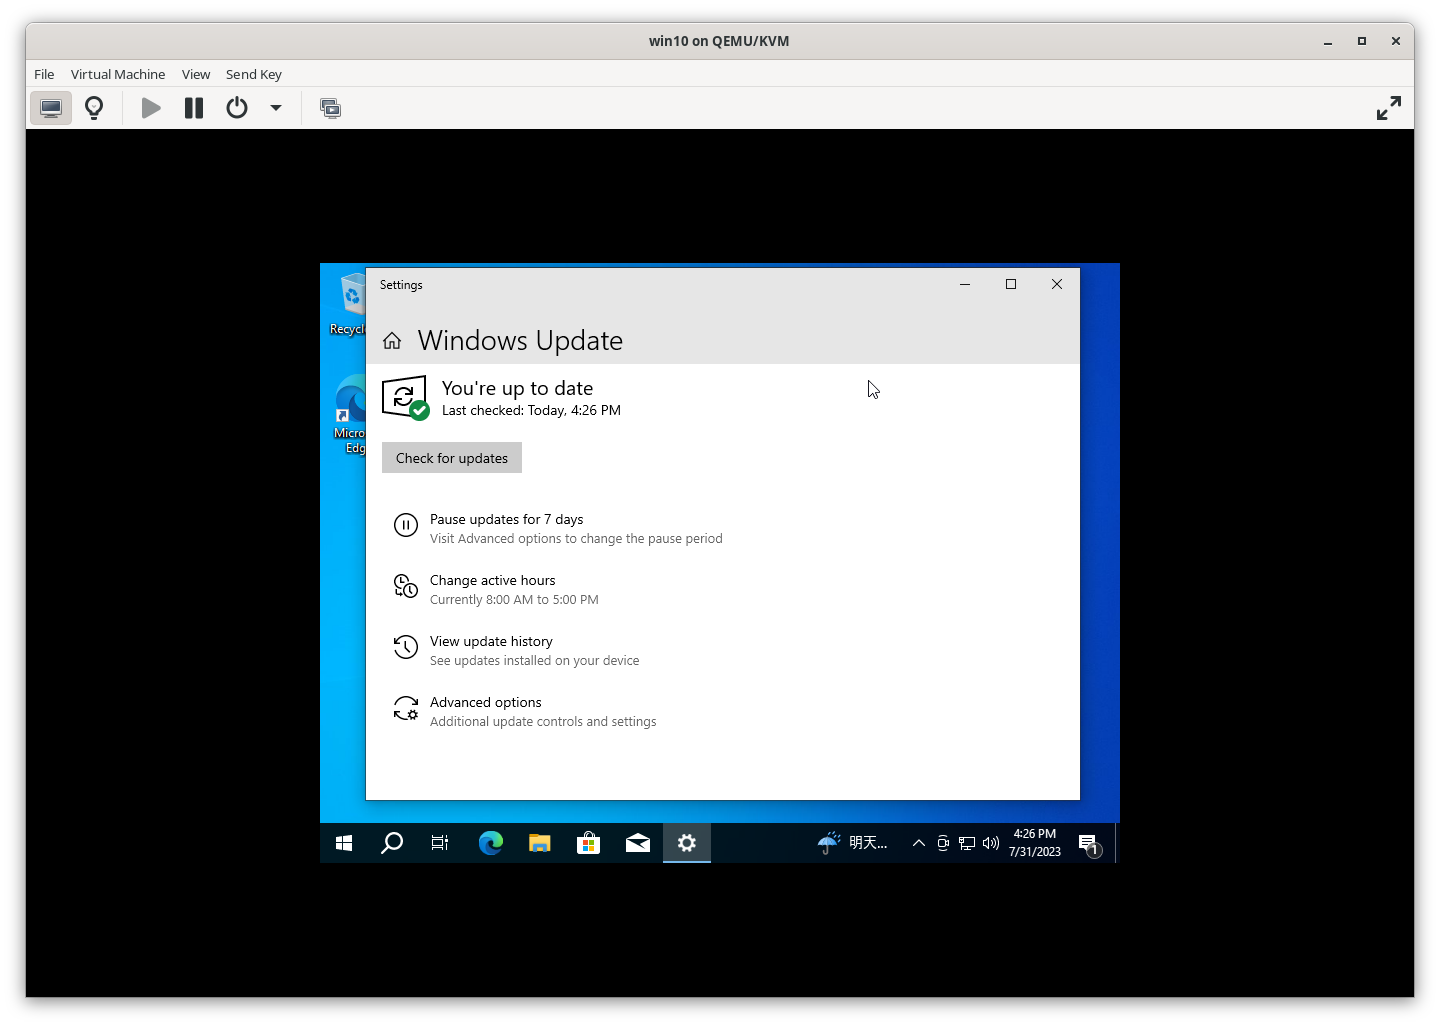 win10 on QEMU/KVM
File Virtual Machine View Send Key
Settings
Windows Update
You're up to date
Last checked: Today, 4:26 PM
Check for updates
Pause updates for 7 days
Visit Advanced options to change the pause period
Change active hours
Currently 8:00 AM to 5:00 PM
View update history
See updates installed on your device
Advanced options
Additional update controls and settings
明天...
4:26 PM
7/31/2023
1